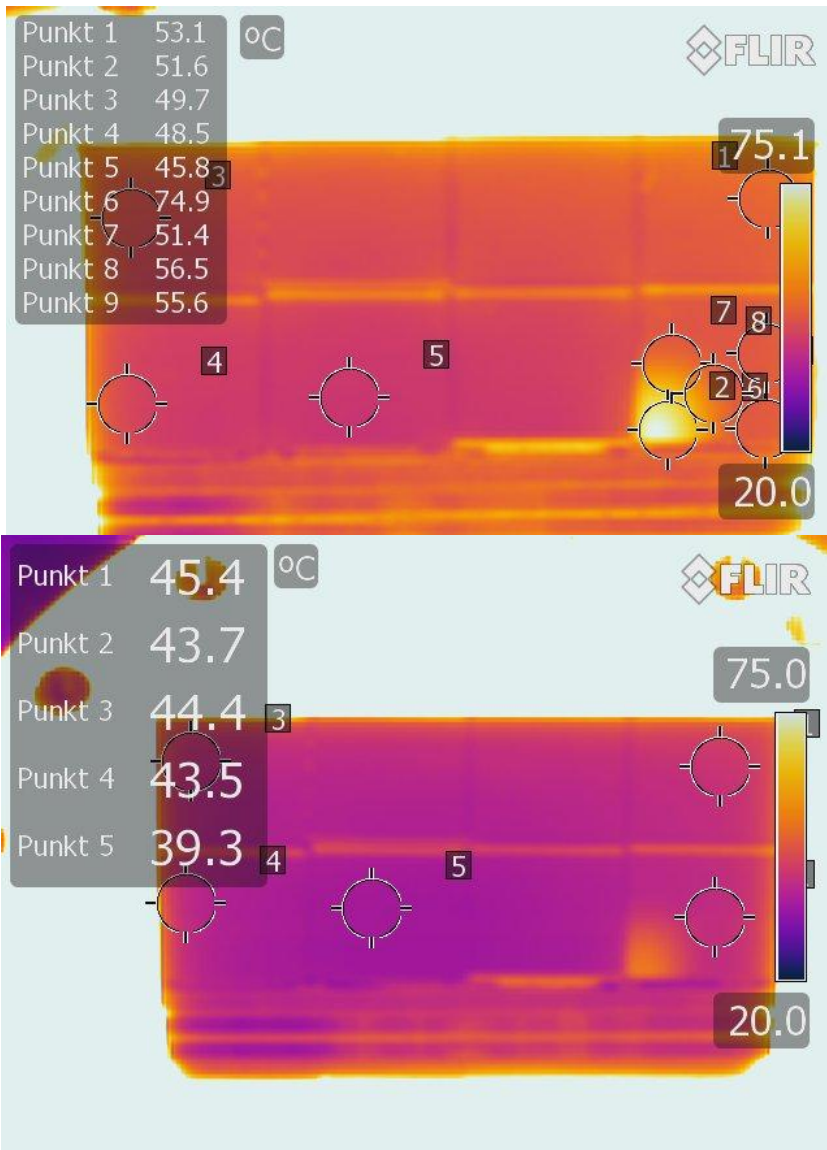 Punkt 1 53.1 °C
FLIR
Punkt 2 51.6
Punkt 3 49.7
Punkt 4 48.5
75.1
Punkt 5 45.8
1
3
Punkt 6 74.9
Punkt 7 51.4
Punkt 8 56.5
Punkt 9 55.6
7
8
4
5
2
6
20.0
Punkt 1 45.4 °C
FLIR
Punkt 2 43.7
75.0
Punkt 3 44.4
3
1
Punkt 4 43.5
Punkt 5 39.3
4
5
20.0